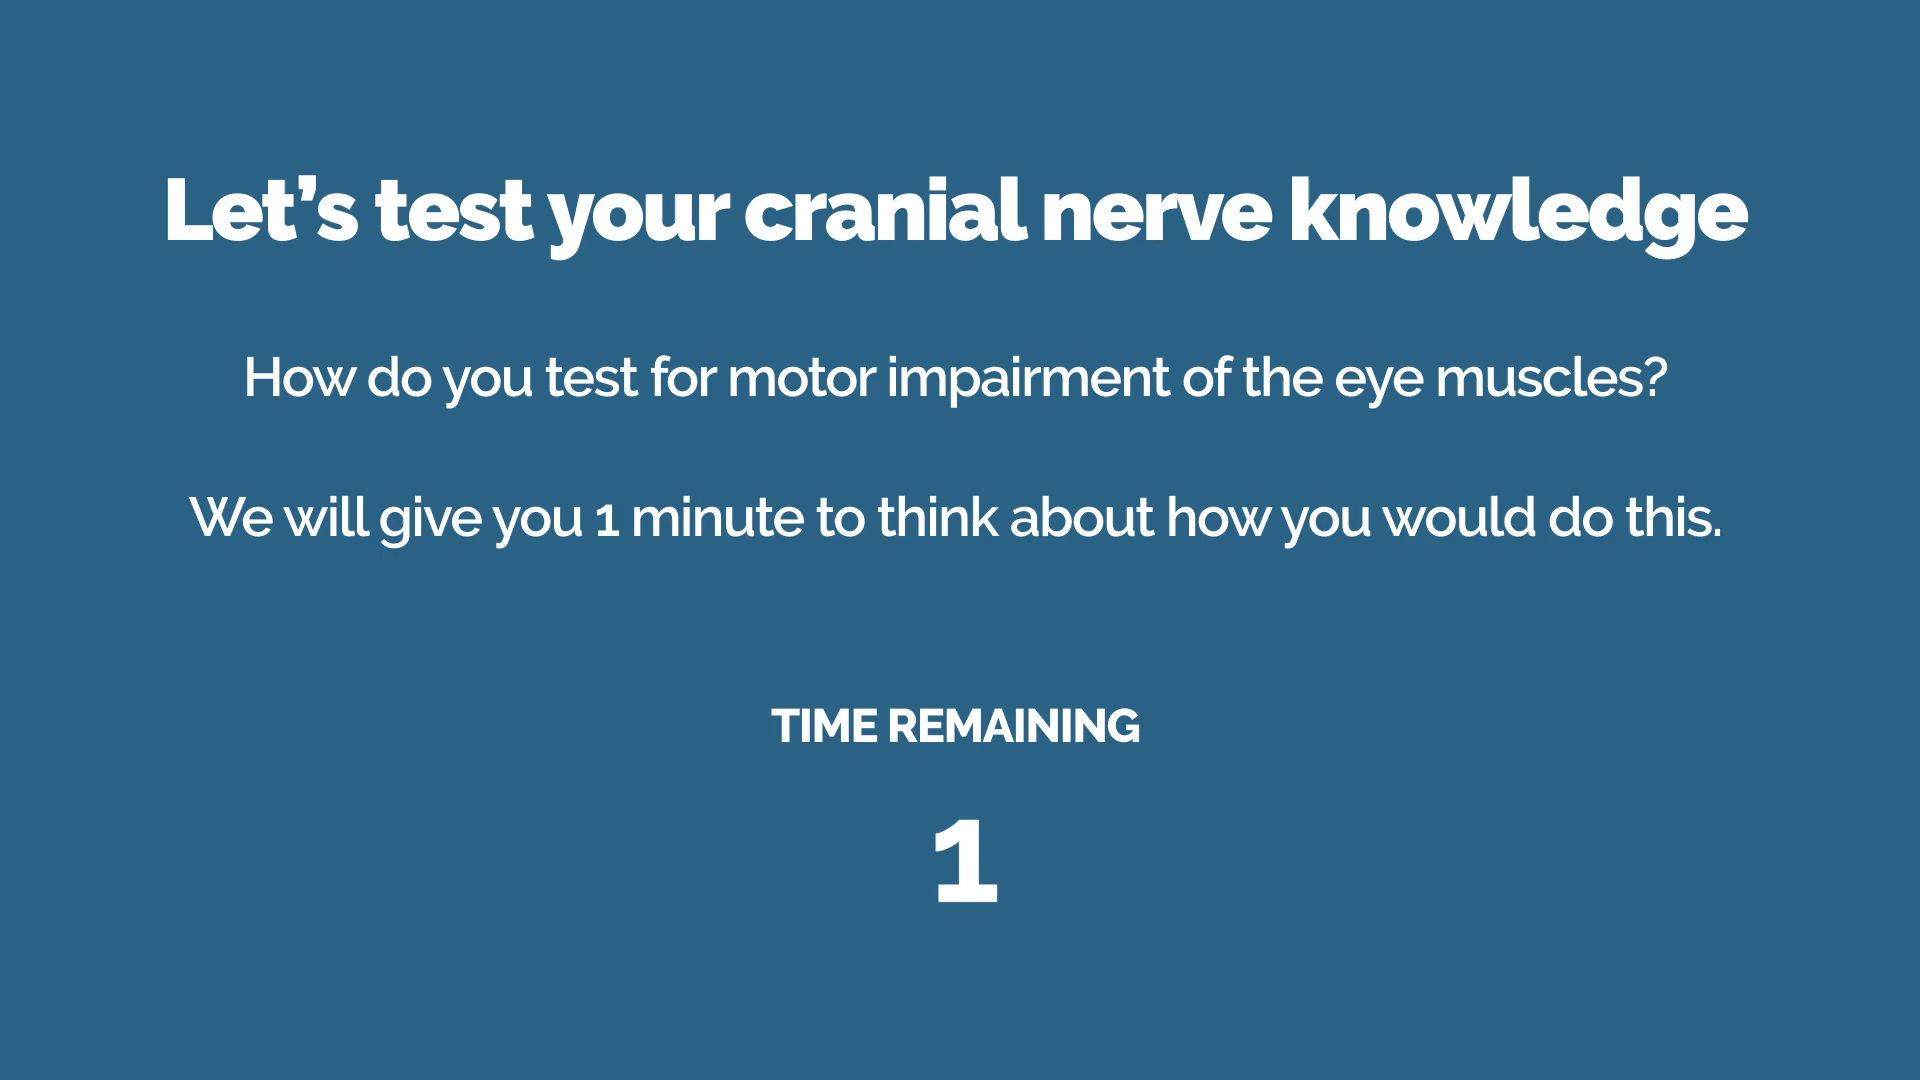 Let’s test your cranial nerve knowledge
How do you test for motor impairment of the eye muscles?
We will give you 1 minute to think about how you would do this.
TIME REMAINING
1